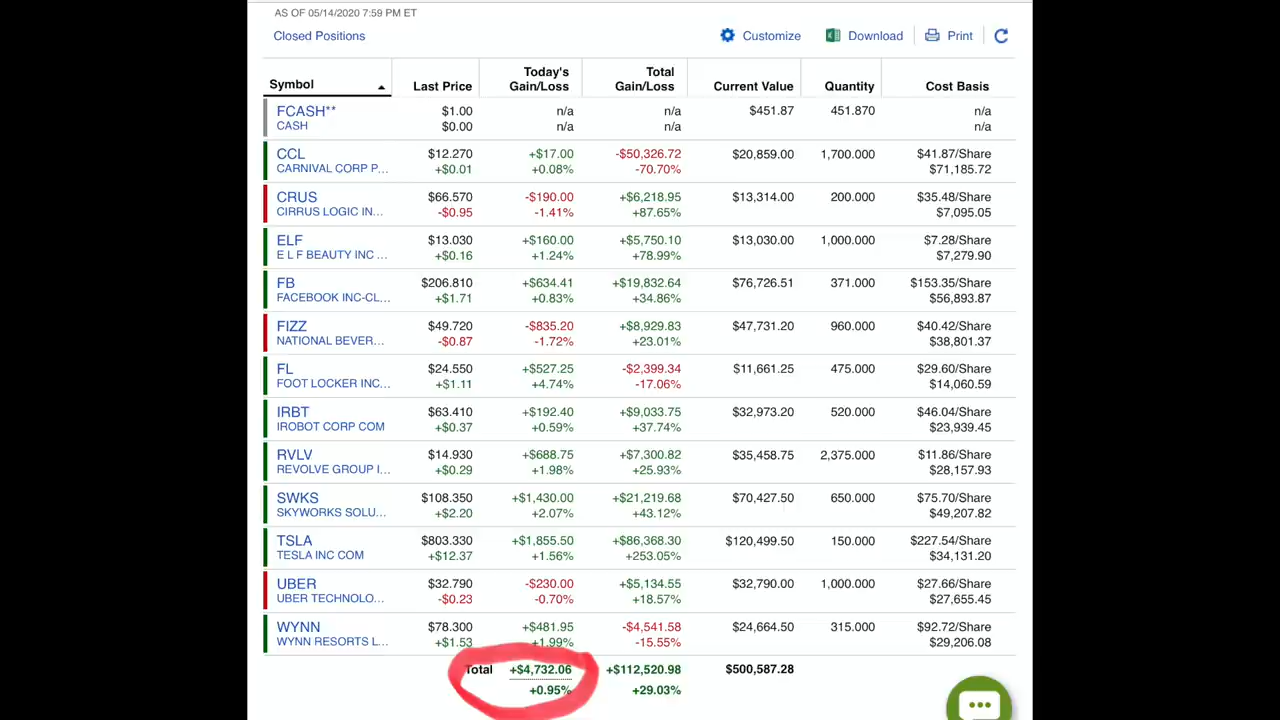 AS OF 05/14/2020 7:59 PM ET
Closed Positions
Customize Download Print
Symbol Last Price Today's Gain/Loss Total Gain/Loss Current Value Quantity Cost Basis
FCASH** $1.00 n/a n/a $451.87 451.870 n/a
CASH $0.00 n/a n/a n/a
CCL $12.270 +$17.00 -$50,326.72 $20,859.00 1,700.000 $41.87/Share
CARNIVAL CORP P... +$0.01 +0.08% -70.70% $71,185.72
CRUS $66.570 -$190.00 +$6,218.95 $13,314.00 200.000 $35.48/Share
CIRRUS LOGIC IN... -$0.95 -1.41% +87.65% $7,095.05
ELF $13.030 +$160.00 +$5,750.10 $13,030.00 1,000.000 $7.28/Share
E L F BEAUTY INC ... +$0.16 +1.24% +78.99% $7,279.90
FB $206.810 +$634.41 +$19,832.64 $76,726.51 371.000 $153.35/Share
FACEBOOK INC-CL... +$1.71 +0.83% +34.86% $56,893.87
FIZZ $49.720 -$835.20 +$8,929.83 $47,731.20 960.000 $40.42/Share
NATIONAL BEVER... -$0.87 -1.72% +23.01% $38,801.37
FL $24.550 +$527.25 -$2,399.34 $11,661.25 475.000 $29.60/Share
FOOT LOCKER INC... +$1.11 +4.74% -17.06% $14,060.59
IRBT $63.410 +$192.40 +$9,033.75 $32,973.20 520.000 $46.04/Share
IROBOT CORP COM +$0.37 +0.59% +37.74% $23,939.45
RVLV $14.930 +$688.75 +$7,300.82 $35,458.75 2,375.000 $11.86/Share
REVOLVE GROUP I... +$0.29 +1.98% +25.93% $28,157.93
SWKS $108.350 +$1,430.00 +$21,219.68 $70,427.50 650.000 $75.70/Share
SKYWORKS SOLU... +$2.20 +2.07% +43.12% $49,207.82
TSLA $803.330 +$1,855.50 +$86,368.30 $120,499.50 150.000 $227.54/Share
TESLA INC COM +$12.37 +1.56% +253.05% $34,131.20
UBER $32.790 -$230.00 +$5,134.55 $32,790.00 1,000.000 $27.66/Share
UBER TECHNOLO... -$0.23 -0.70% +18.57% $27,655.45
WYNN $78.300 +$481.95 -$4,541.58 $24,664.50 315.000 $92.72/Share
WYNN RESORTS L... +$1.53 +1.99% -15.55% $29,206.08
Total +$4,732.06 +$112,520.98 $500,587.28
+0.95% +29.03%